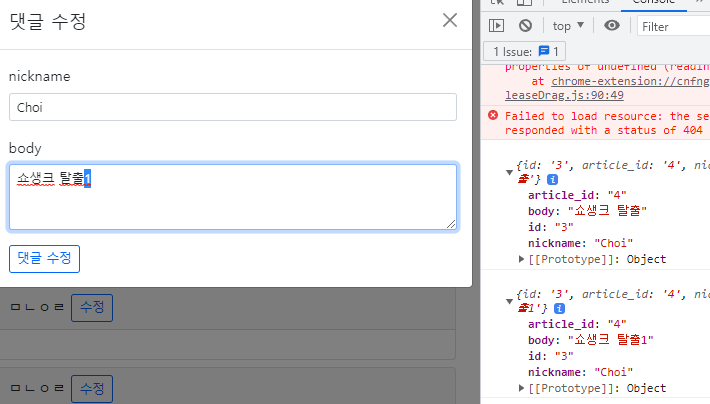 댓글 수정
nickname
Choi
body
쇼생크 탈출1
댓글 수정
ㅁㄴㅇㄹ 수정
ㅁㄴㅇㄹ 수정
Elements Console
top Filter
1 Issue: 1
properties of undefined (readin
at chrome-extension://cnfng
leaseDrag.js:90:49
Failed to load resource: the se
responded with a status of 404
{id: '3', article_id: '4', nic
출'}
article_id: "4"
body: "쇼생크 탈출"
id: "3"
nickname: "Choi"
[[Prototype]]: Object
{id: '3', article_id: '4', nic
출1'}
article_id: "4"
body: "쇼생크 탈출1"
id: "3"
nickname: "Choi"
[[Prototype]]: Object